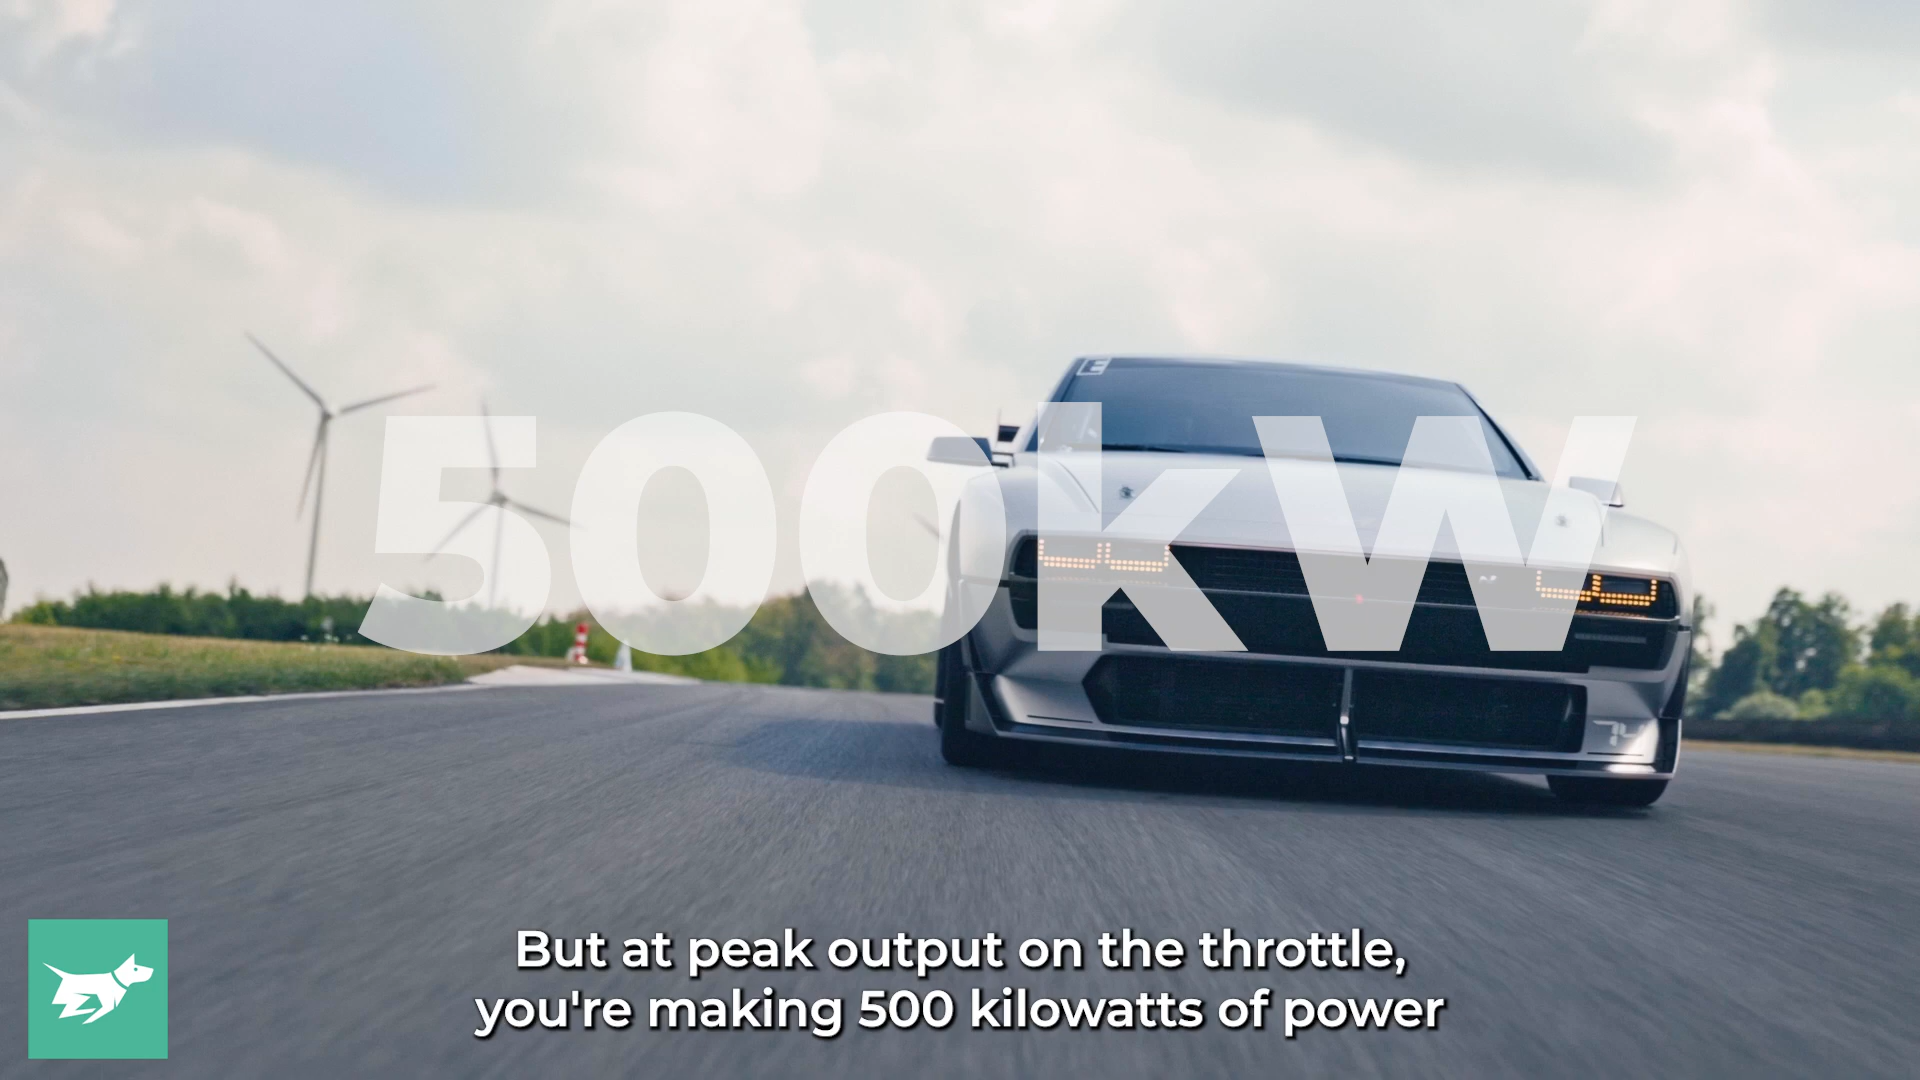 500kW
But at peak output on the throttle,
you're making 500 kilowatts of power